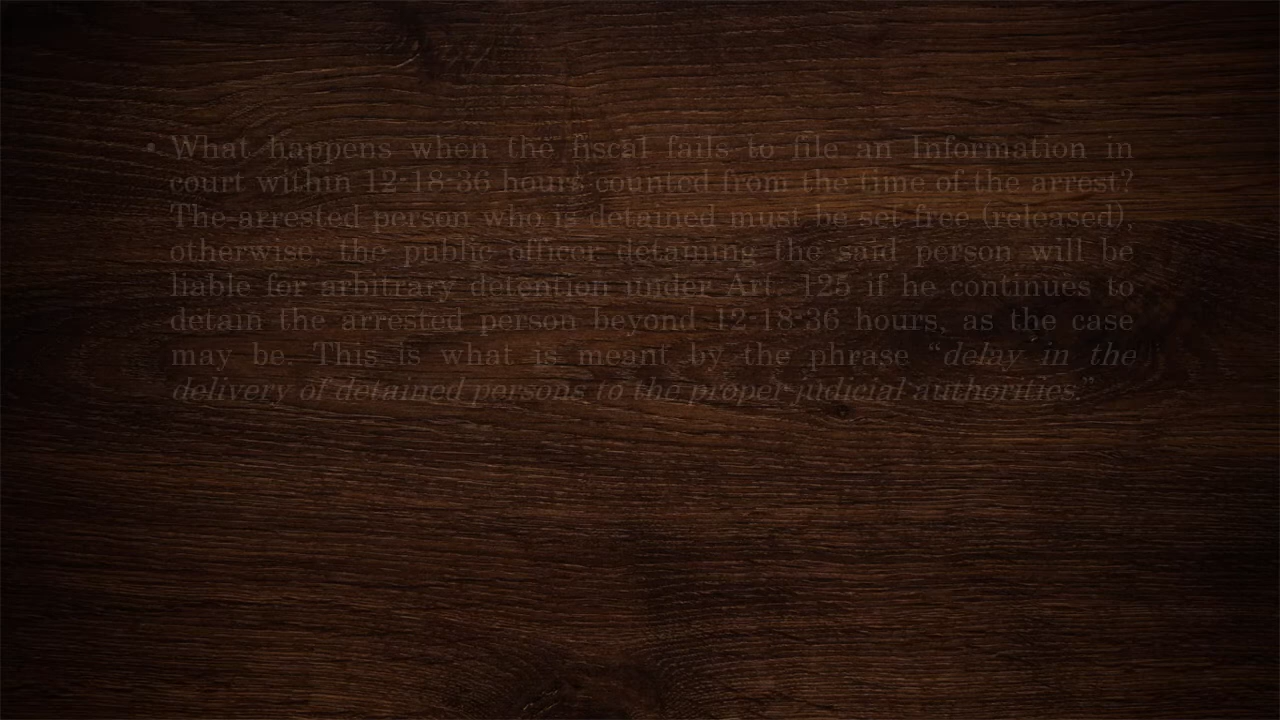 • What happens when the fiscal fails to file an Information in
court within 12-18-36 hours counted from the time of the arrest?
The arrested person who is detained must be set free (released),
otherwise, the public officer detaining the said person will be
liable for arbitrary detention under Art. 125 if he continues to
detain the arrested person beyond 12-18-36 hours, as the case
may be. This is what is meant by the phrase “delay in the
delivery of detained persons to the proper judicial authorities.”